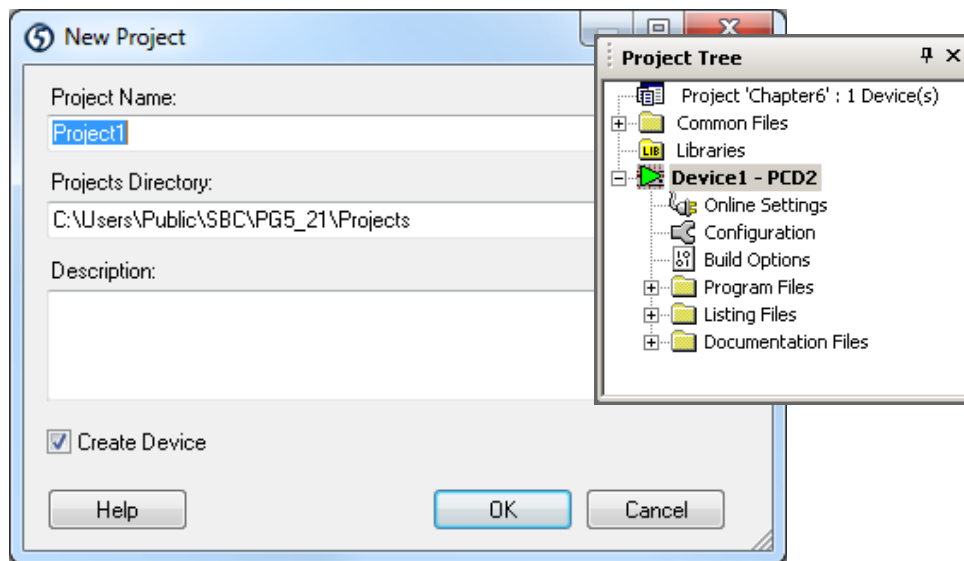 New Project
Project Name:
Project1
Projects Directory:
C:\Users\Public\SBC\PG5_21\Projects
Description:
Create Device
Help
OK
Cancel
Project Tree
Project 'Chapter6' : 1 Device(s)
Common Files
LIB Libraries
Device1 - PCD2
Online Settings
Configuration
Build Options
Program Files
Listing Files
Documentation Files